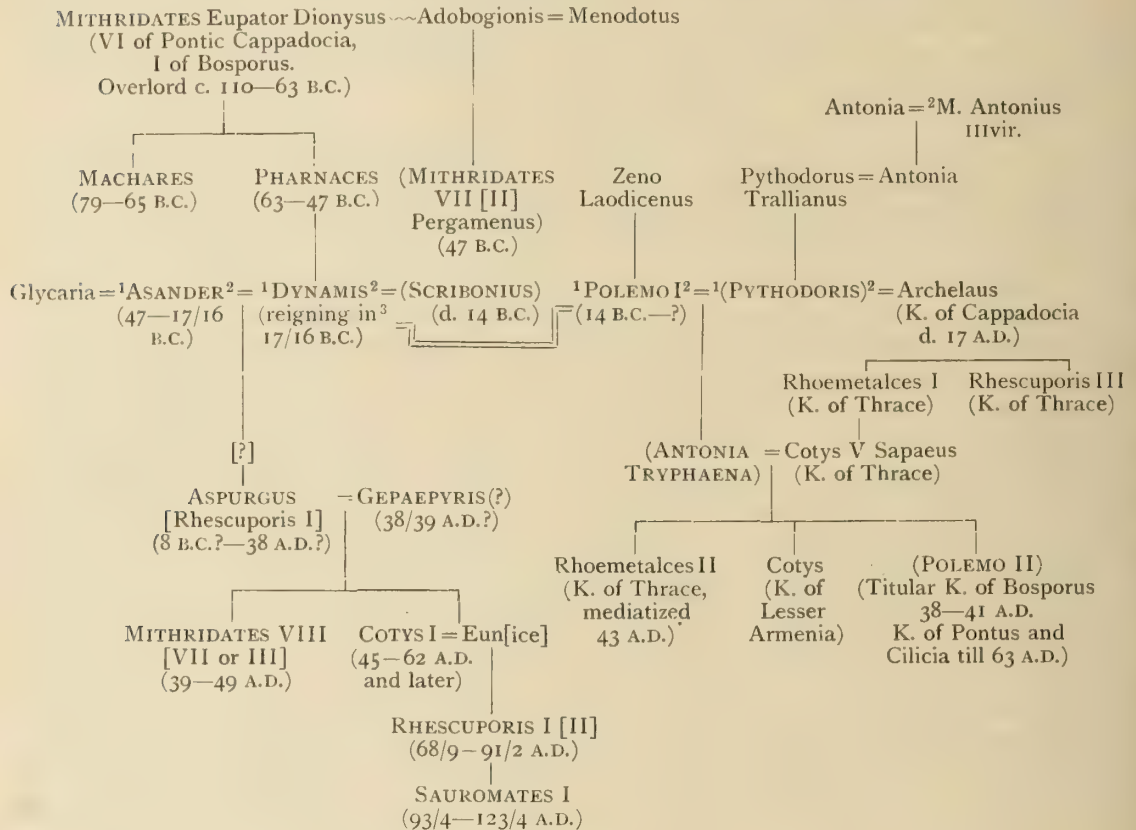 MITHRIDATES Eupator Dionysus Adobogionis = Menodotus
(VI of Pontic Cappadocia,
I of Bosporus.
Overlord c. 110—63 B.C.)
Antonia = ²M. Antonius
IIIvir.
MACHARES
(79—65 B.C.)
PHARNACES
(63—47 B.C.)
(MITHRIDATES
VII [II]
Pergamenus)
(47 B.C.)
Zeno
Laodicenus
Pythodorus = Antonia
Trallianus
Glycaria = ¹ASANDER² = ¹DYNAMIS² = (SCRIBONIUS) ¹POLEMO I² = ¹(PYTHODORIS)² = Archelaus
(47—17/16
B.C.)
(reigning in³
17/16 B.C.)
(d. 14 B.C.)
(14 B.C.—?)
(K. of Cappadocia
d. 17 A.D.)
Rhoemetalces I
(K. of Thrace)
Rhescuporis III
(K. of Thrace)
[?]
(ANTONIA = Cotys V Sapaeus
TRYPHAENA) (K. of Thrace)
ASPURGUS = GEPAEPYRIS(?)
[Rhescuporis I] (38/39 A.D.?)
(8 B.C.?—38 A.D.?)
Rhoemetalces II
(K. of Thrace,
mediatized
43 A.D.)
Cotys
(K. of
Lesser
Armenia)
(POLEMO II)
(Titular K. of Bosporus
38—41 A.D.
K. of Pontus and
Cilicia till 63 A.D.)
MITHRIDATES VIII
[VII or III]
(39—49 A.D.)
COTYS I = Eun[ice]
(45—62 A.D.
and later)
RHESCUPORIS I [II]
(68/9—91/2 A.D.)
SAUROMATES I
(93/4—123/4 A.D.)